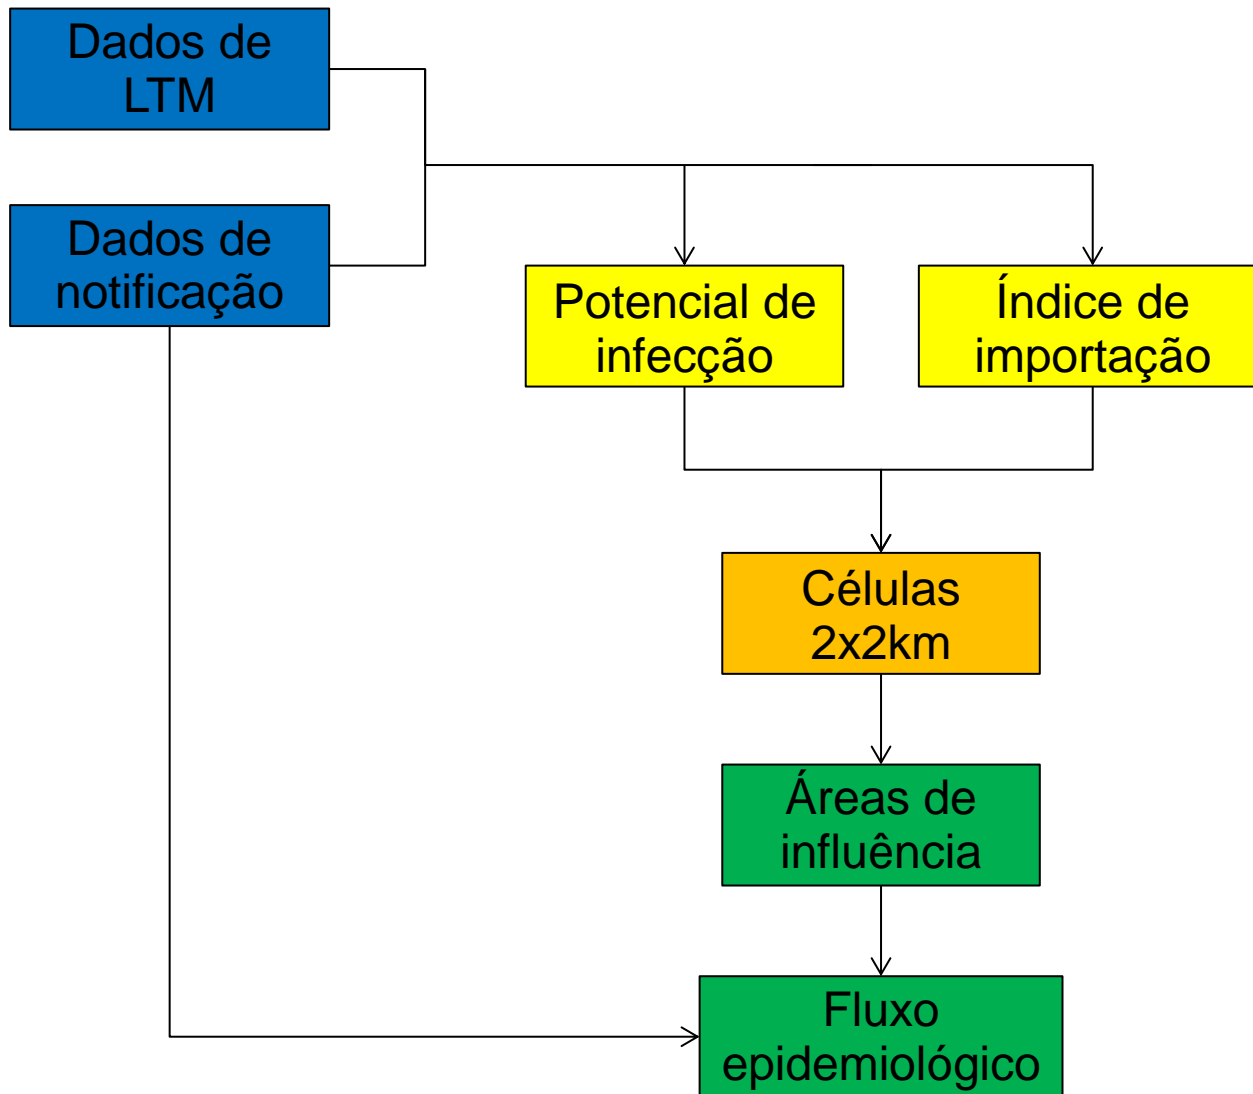 Dados de
LTM
Dados de
notificação
Potencial de
infecção
Índice de
importação
Células
2x2km
Áreas de
influência
Fluxo
epidemiológico